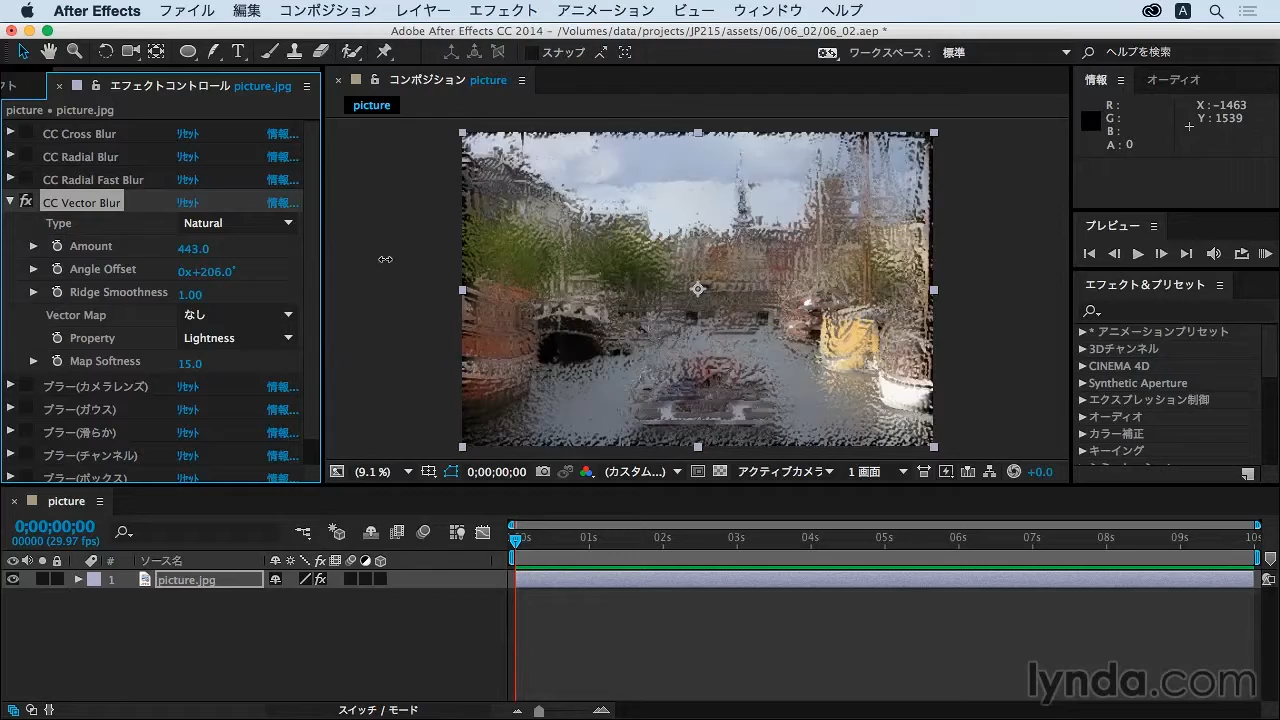 After Effects ファイル 編集 コンポジション レイヤー エフェクト アニメーション ビュー ウィンドウ ヘルプ
Adobe After Effects CC 2014 – /Volumes/data/projects/JP215/assets/06/06_02/06_02.aep *
スナップ ワークスペース： 標準 ヘルプを検索
エフェクトコントロール picture.jpg
picture • picture.jpg
CC Cross Blur リセット 情報...
CC Radial Blur リセット 情報...
CC Radial Fast Blur リセット 情報...
fx CC Vector Blur リセット 情報...
Type Natural
Amount 443.0
Angle Offset 0x+206.0°
Ridge Smoothness 1.00
Vector Map なし
Property Lightness
Map Softness 15.0
ブラー(カメラレンズ) リセット 情報...
ブラー(ガウス) リセット 情報...
ブラー(滑らか) リセット 情報...
ブラー(チャンネル) リセット 情報...
ブラー(ボックス) リセット 情報...
コンポジション picture
picture
(9.1 %) 0;00;00;00 (カスタム...) アクティブカメラ 1 画面 +0.0
情報 オーディオ
R :
G :
B :
A : 0
X : -1463
Y : 1539
プレビュー
エフェクト＆プリセット
* アニメーションプリセット
3Dチャンネル
CINEMA 4D
Synthetic Aperture
エクスプレッション制御
オーディオ
カラー補正
キーイング
picture
0;00;00;00
00000 (29.97 fps)
# ソース名 fx
1 picture.jpg fx
00s 01s 02s 03s 04s 05s 06s 07s 08s 09s 10s
スイッチ / モード
lynda.com